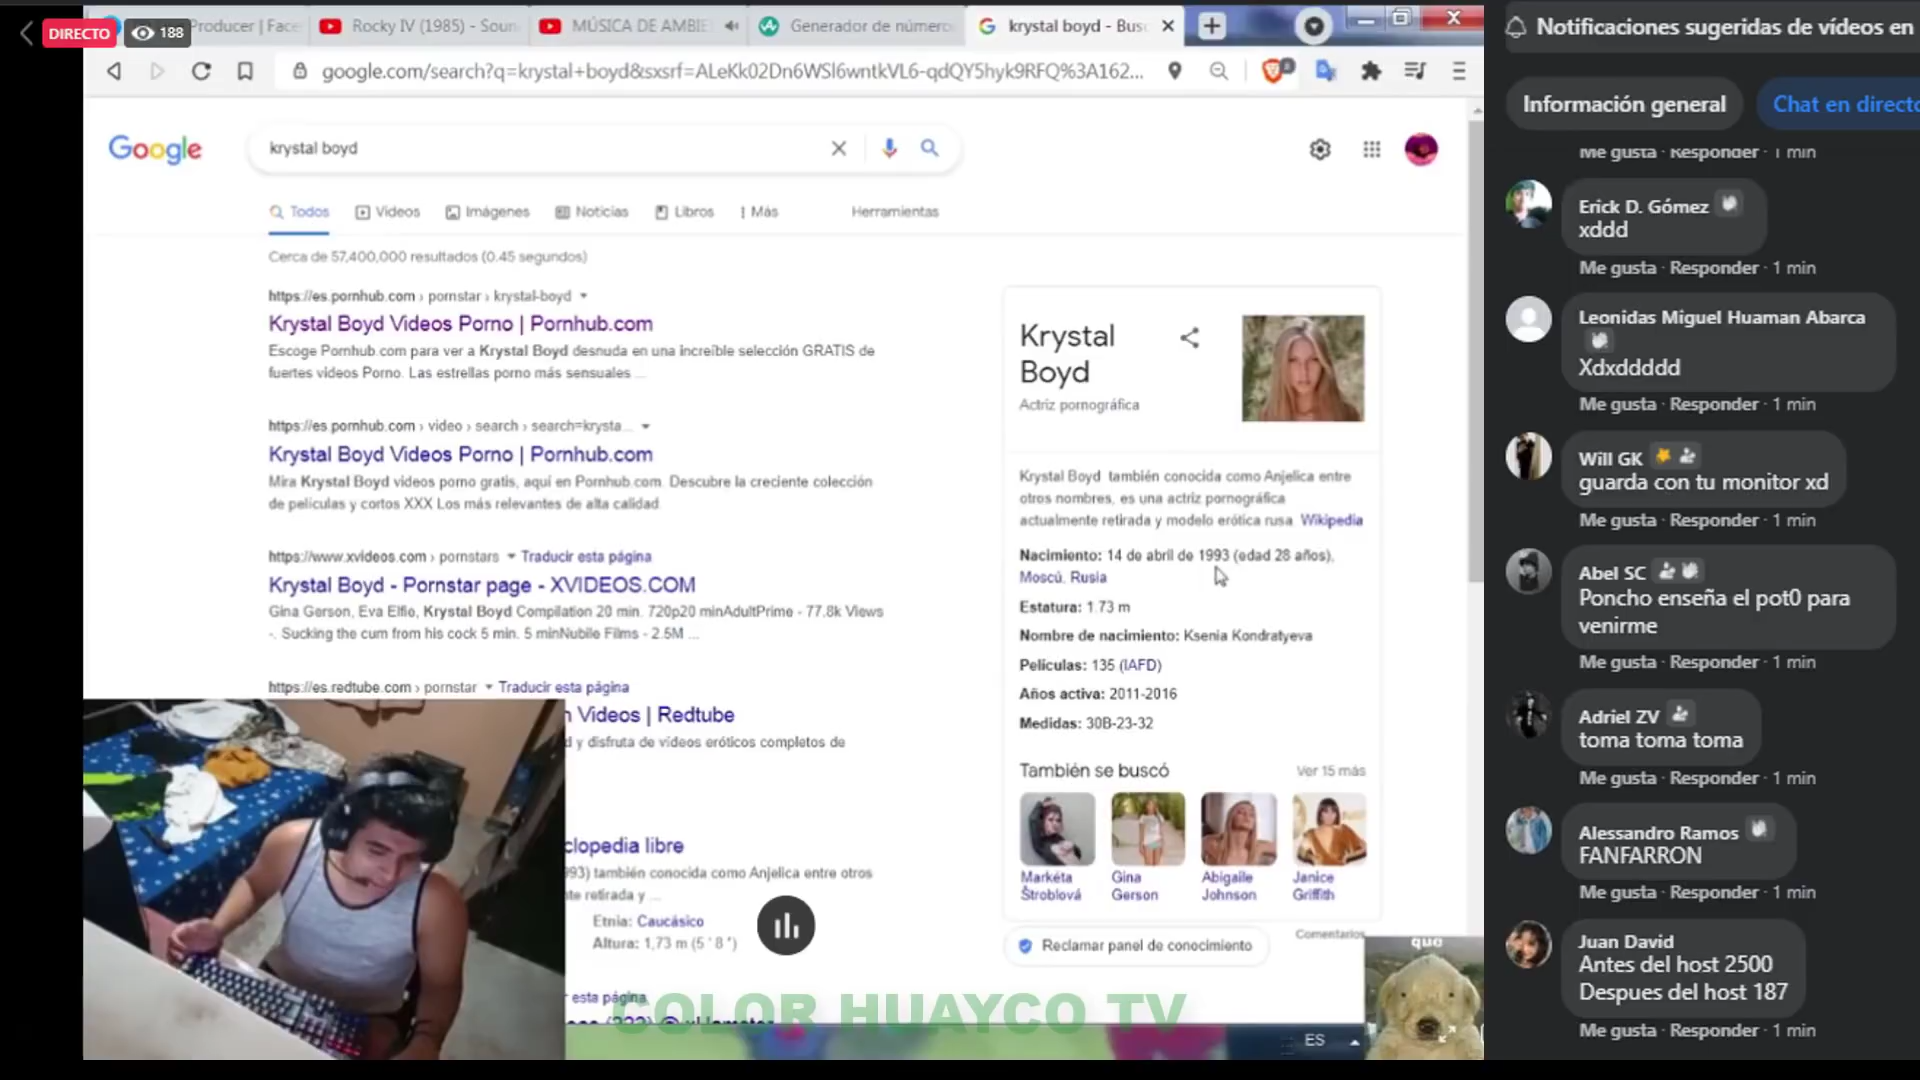 DIRECTO
188
Producer | Face
Rocky IV (1985) - Soun
MÚSICA DE AMBIE
Generador de número
krystal boyd - Bus
google.com/search?q=krystal+boyd&sxsrf=ALeKk02Dn6WSl6wntkVL6-qdQY5hyk9RFQ%3A162...
Google
krystal boyd
Todos
Vídeos
Imágenes
Noticias
Libros
Más
Herramientas
Cerca de 57,400,000 resultados (0.45 segundos)
https://es.pornhub.com › pornstar › krystal-boyd
Krystal Boyd Videos Porno | Pornhub.com
Escoge Pornhub.com para ver a Krystal Boyd desnuda en una increíble selección GRATIS de
fuertes vídeos Porno. Las estrellas porno más sensuales ...
https://es.pornhub.com › video › search › search=krysta...
Krystal Boyd Videos Porno | Pornhub.com
Mira Krystal Boyd videos porno gratis, aquí en Pornhub.com. Descubre la creciente colección
de películas y cortos XXX Los más relevantes de alta calidad
https://www.xvideos.com › pornstars
Traducir esta página
Krystal Boyd - Pornstar page - XVIDEOS.COM
Gina Gerson, Eva Elfie, Krystal Boyd Compilation 20 min. 720p20 minAdultPrime - 77.8k Views
-. Sucking the cum from his cock 5 min. 5 minNubile Films - 2.5M ...
https://es.redtube.com › pornstar
Traducir esta página
Videos | Redtube
d y disfruta de vídeos eróticos completos de
clopedia libre
993) también conocida como Anjelica entre otros
te retirada y ...
Etnia: Caucásico
Altura: 1,73 m (5 ' 8 ")
esta página
Krystal
Boyd
Actriz pornográfica
Krystal Boyd también conocida como Anjelica entre
otros nombres, es una actriz pornográfica
actualmente retirada y modelo erótica rusa Wikipedia
Nacimiento: 14 de abril de 1993 (edad 28 años),
Moscú, Rusia
Estatura: 1.73 m
Nombre de nacimiento: Ksenia Kondratyeva
Películas: 135 (IAFD)
Años activa: 2011-2016
Medidas: 30B-23-32
También se buscó
Ver 15 más
Markéta
Štroblová
Gina
Gerson
Abigaile
Johnson
Janice
Griffith
Reclamar panel de conocimiento
Comentarios
que
COLOR HUAYCO TV
ES
Notificaciones sugeridas de vídeos en
Información general
Chat en directo
Me gusta · Responder · 1 min
Erick D. Gómez
xddd
Me gusta · Responder · 1 min
Leonidas Miguel Huaman Abarca
Xdxddddd
Me gusta · Responder · 1 min
Will GK
guarda con tu monitor xd
Me gusta · Responder · 1 min
Abel SC
Poncho enseña el pot0 para
venirme
Me gusta · Responder · 1 min
Adriel ZV
toma toma toma
Me gusta · Responder · 1 min
Alessandro Ramos
FANFARRON
Me gusta · Responder · 1 min
Juan David
Antes del host 2500
Despues del host 187
Me gusta · Responder · 1 min